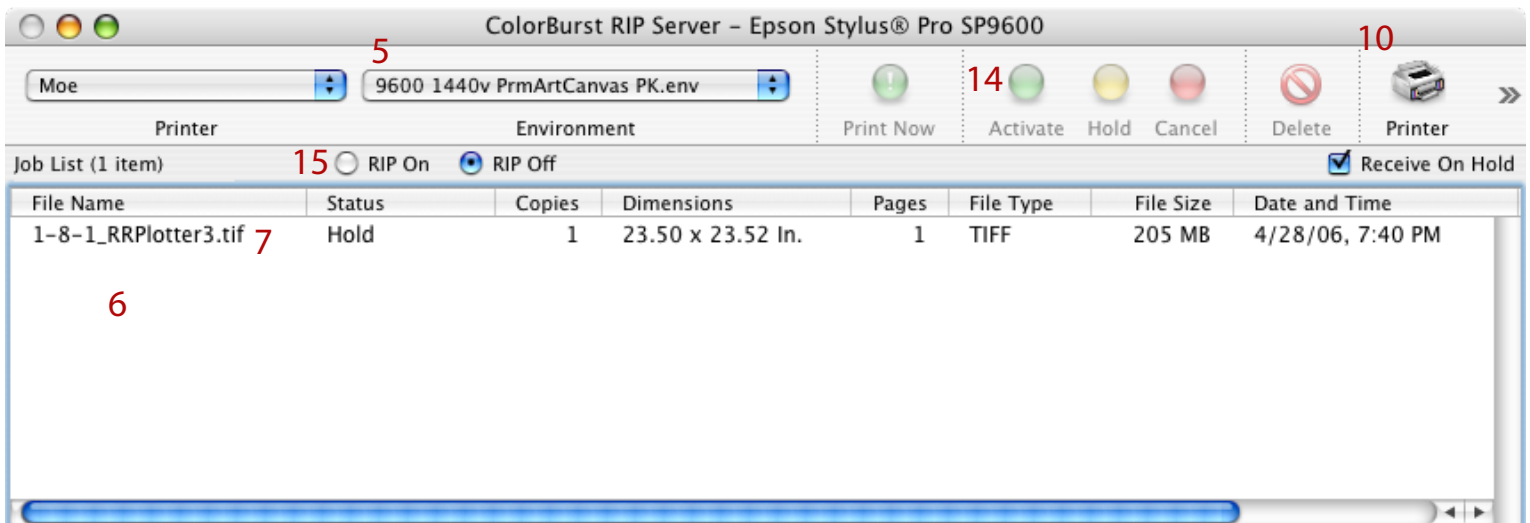 ColorBurst RIP Server – Epson Stylus® Pro SP9600
5 10
Moe 9600 1440v PrmArtCanvas PK.env 14
Printer Environment Print Now Activate Hold Cancel Delete Printer
Job List (1 item) 15 RIP On RIP Off Receive On Hold
File Name Status Copies Dimensions Pages File Type File Size Date and Time
1-8-1_RRPlotter3.tif 7 Hold 1 23.50 x 23.52 In. 1 TIFF 205 MB 4/28/06, 7:40 PM
6